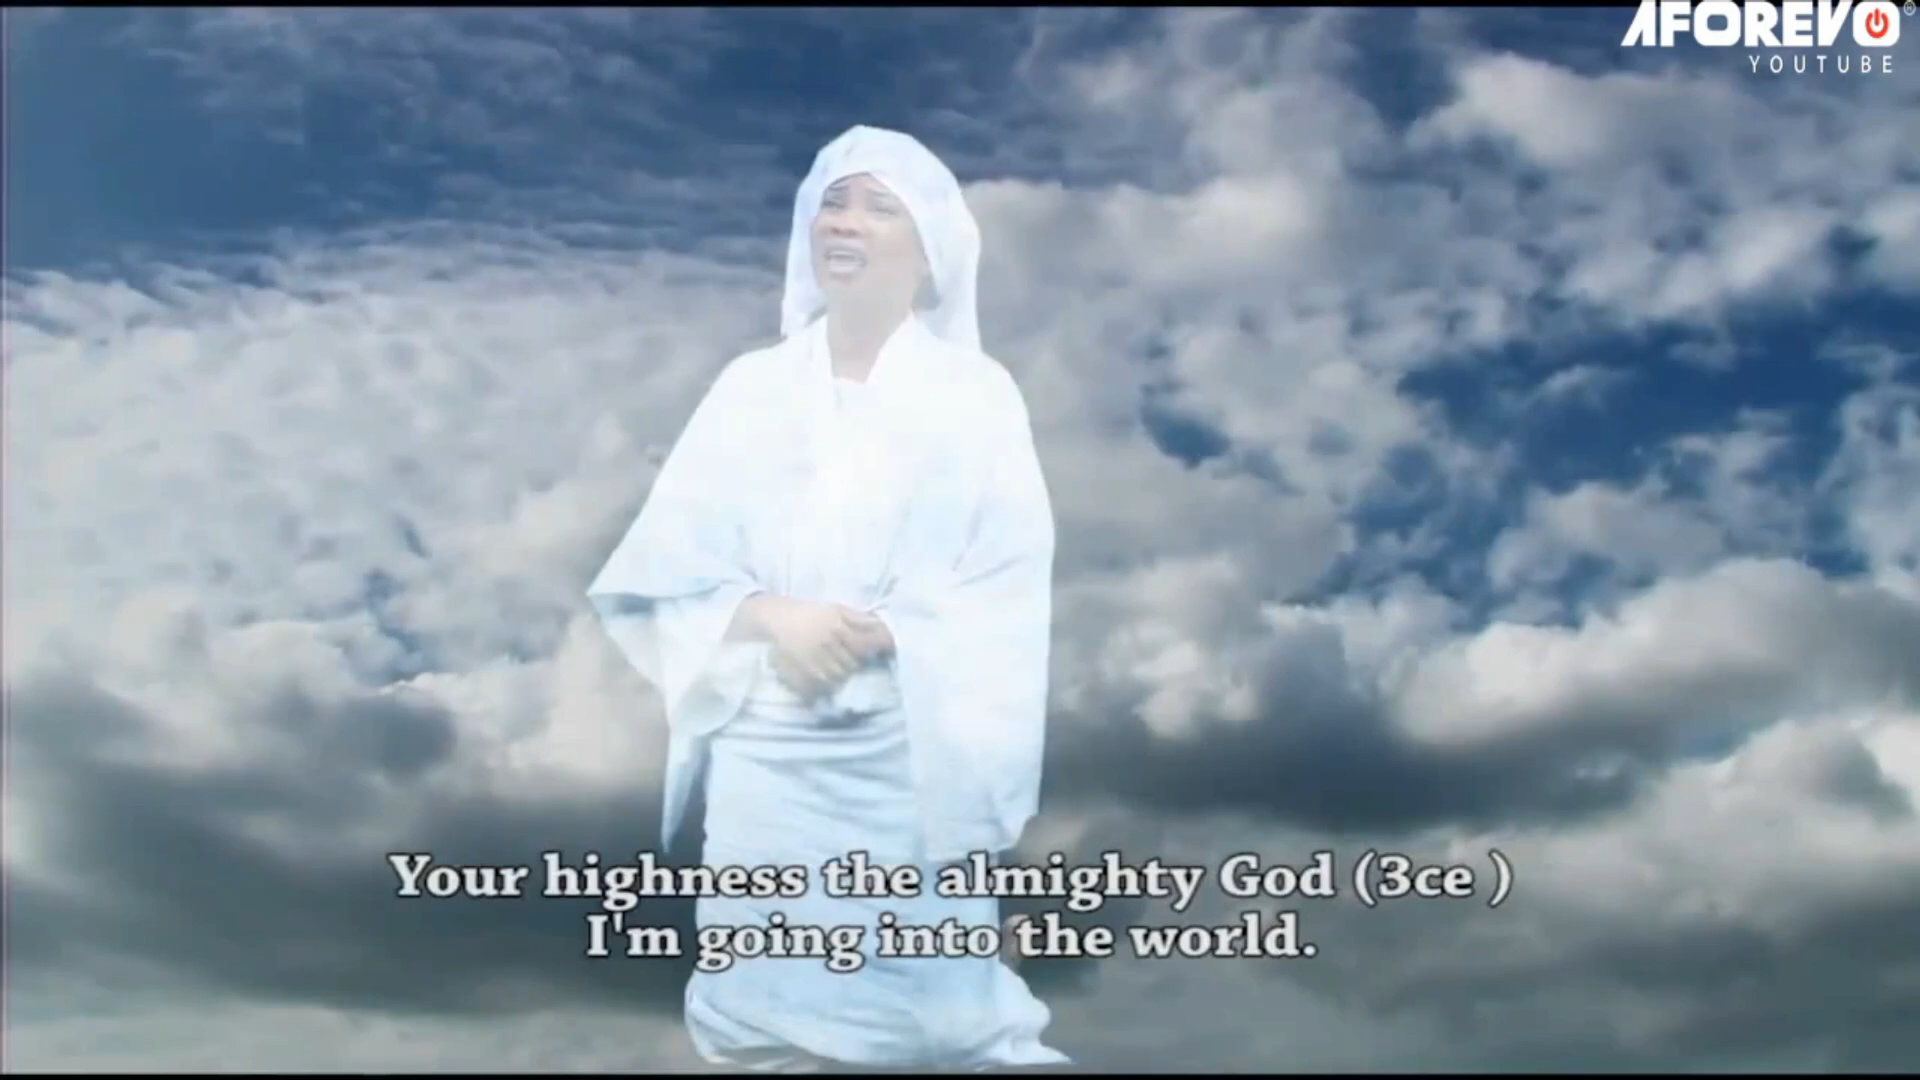 AFOREVO
YOUTUBE
Your highness the almighty God (3ce )
I'm going into the world.